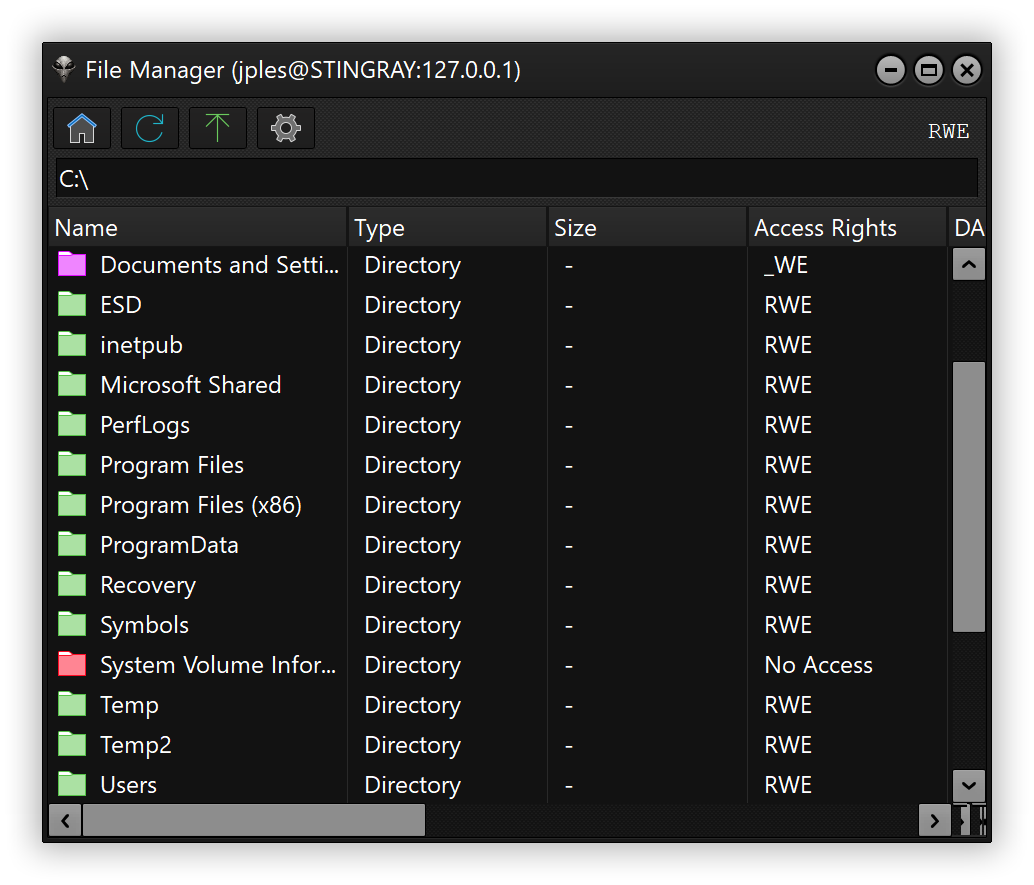 File Manager (jples@STINGRAY:127.0.0.1)
RWE
C:\
Name Type Size Access Rights DA
Documents and Setti... Directory - _WE
ESD Directory - RWE
inetpub Directory - RWE
Microsoft Shared Directory - RWE
PerfLogs Directory - RWE
Program Files Directory - RWE
Program Files (x86) Directory - RWE
ProgramData Directory - RWE
Recovery Directory - RWE
Symbols Directory - RWE
System Volume Infor... Directory - No Access
Temp Directory - RWE
Temp2 Directory - RWE
Users Directory - RWE